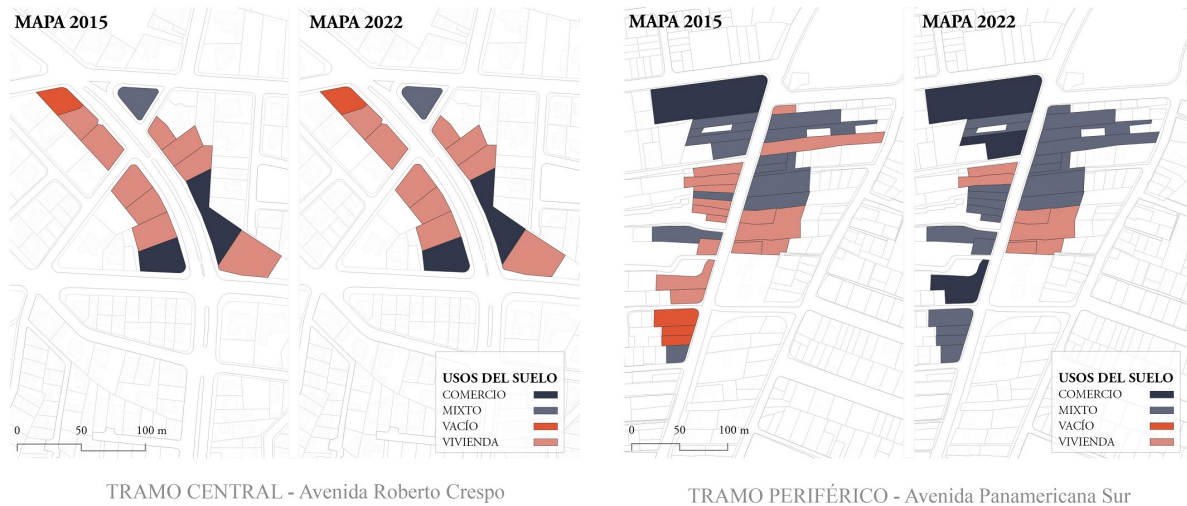 MAPA 2015
MAPA 2022
USOS DEL SUELO
COMERCIO
MIXTO
VACÍO
VIVIENDA
0 50 100 m
TRAMO CENTRAL - Avenida Roberto Crespo
MAPA 2015
MAPA 2022
USOS DEL SUELO
COMERCIO
MIXTO
VACÍO
VIVIENDA
0 50 100 m
TRAMO PERIFÉRICO - Avenida Panamericana Sur